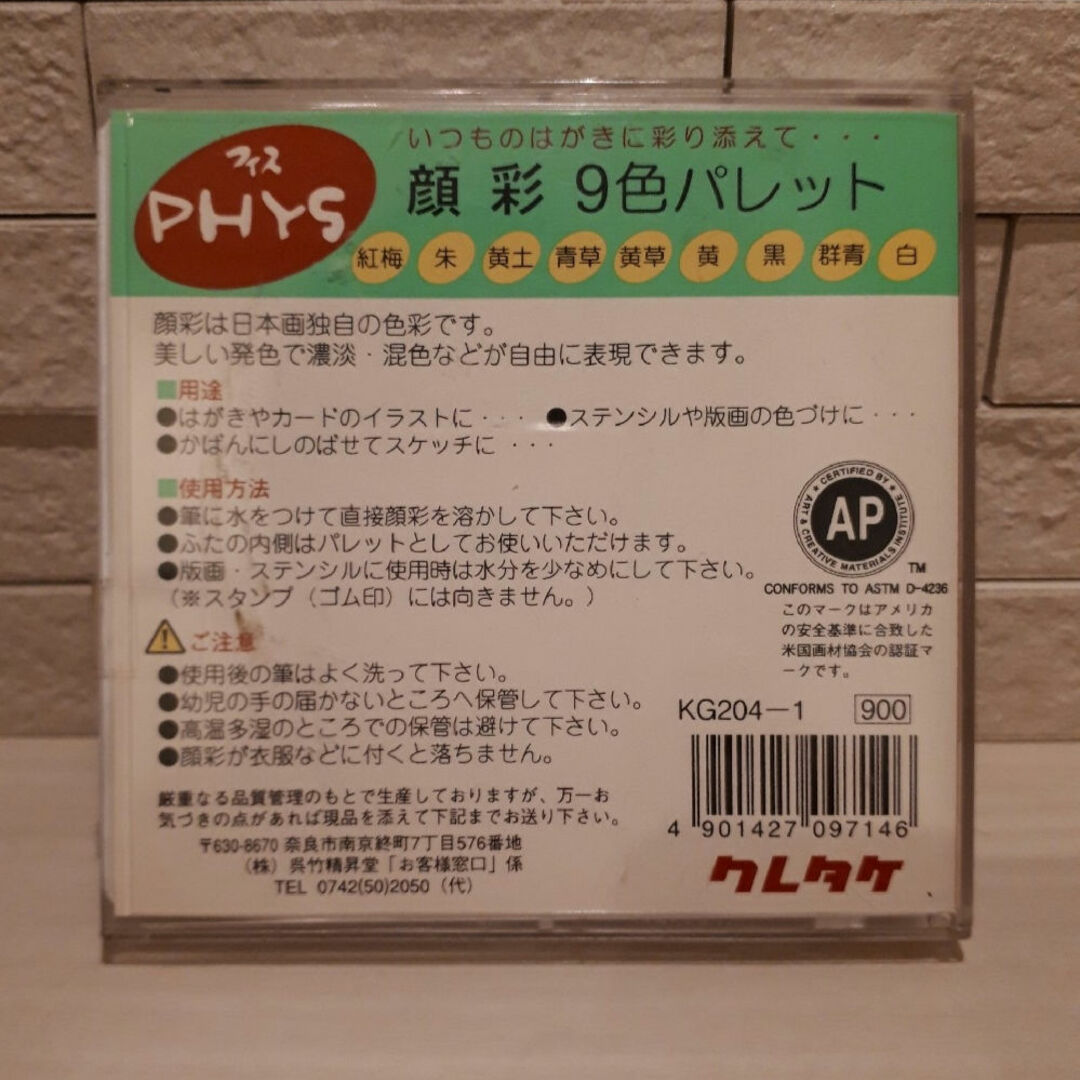 いつものはがきに彩り添えて・・・
フィス
PHYS
顔彩 9色パレット
紅梅 朱 黄土 青草 黄草 黄 黒 群青 白
顔彩は日本画独自の色彩です。
美しい発色で濃淡・混色などが自由に表現できます。
■用途
●はがきやカードのイラストに・・・ ●ステンシルや版画の色づけに・・・
●かばんにしのばせてスケッチに・・・
■使用方法
●筆に水をつけて直接顔彩を溶かして下さい。
●ふたの内側はパレットとしてお使いいただけます。
●版画・ステンシルに使用時は水分を少なめにして下さい。
(※スタンプ(ゴム印)には向きません。)
CERTIFIED BY ★ ART & CREATIVE MATERIALS INSTITUTE ★
AP
TM
CONFORMS TO ASTM D-4236
このマークはアメリカ
の安全基準に合致した
米国画材協会の認証マ
ークです。
ご注意
●使用後の筆はよく洗って下さい。
●幼児の手の届かないところへ保管して下さい。
●高温多湿のところでの保管は避けて下さい。
●顔彩が衣服などに付くと落ちません。
KG204-1 900
厳重なる品質管理のもとで生産しておりますが、万一お
気づきの点があれば現品を添えて下記までお送り下さい。
〒630-8670 奈良市南京終町7丁目576番地
(株)呉竹精昇堂「お客様窓口」係
TEL 0742(50)2050(代)
4 901427 097146
クレタケ